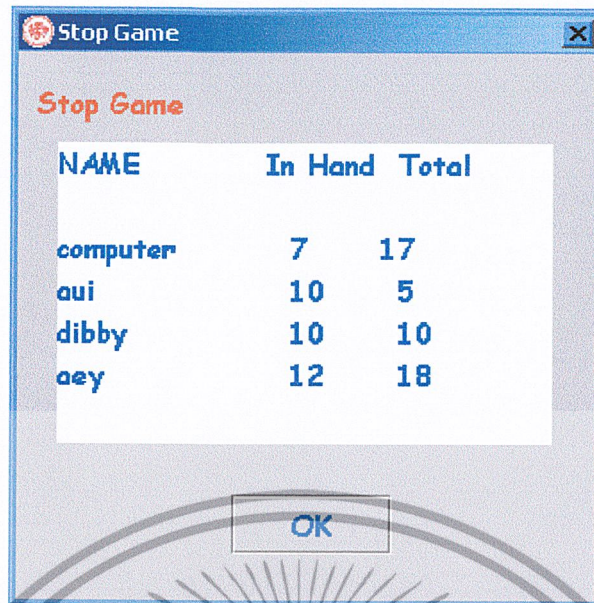 Stop Game
Stop Game
NAME In Hand Total
computer 7 17
aui 10 5
dibby 10 10
aey 12 18
OK